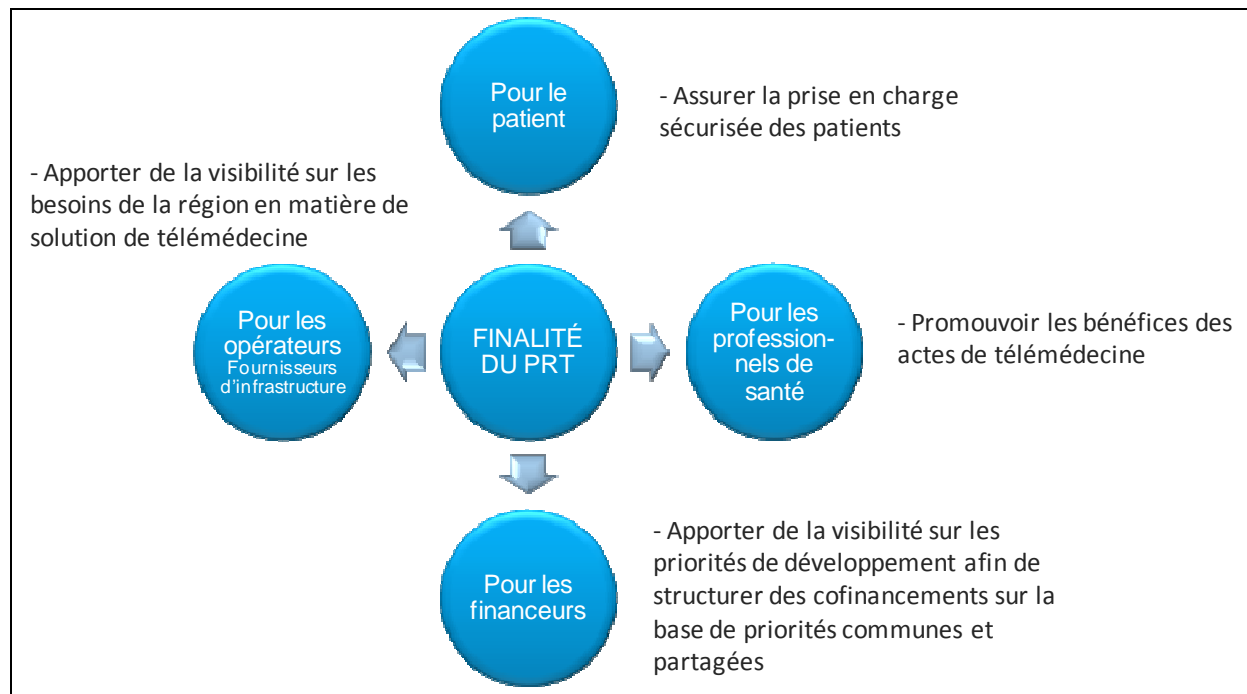 Pour le
patient
- Assurer la prise en charge
sécurisée des patients
- Apporter de la visibilité sur les
besoins de la région en matière de
solution de télémédecine
Pour les
opérateurs
Fournisseurs
d'infrastructure
FINALITÉ
DU PRT
Pour les
profession-
nels de
santé
- Promouvoir les bénéfices des
actes de télémédecine
Pour les
financeurs
- Apporter de la visibilité sur les
priorités de développement afin de
structurer des cofinancements sur la
base de priorités communes et
partagées